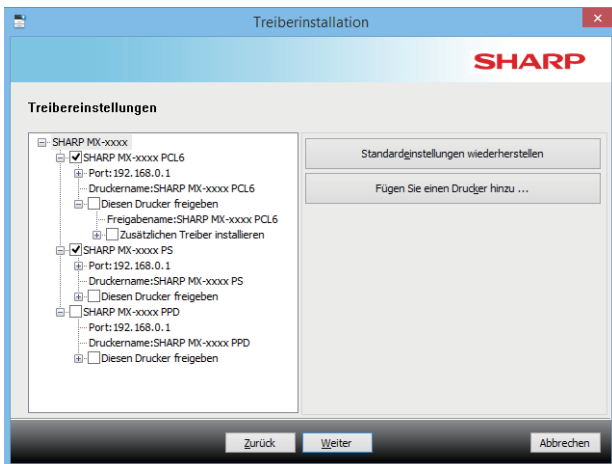 Treiberinstallation
SHARP
Treibereinstellungen
SHARP MX-xxxx
SHARP MX-xxxx PCL6
Port:192.168.0.1
Druckername:SHARP MX-xxxx PCL6
Diesen Drucker freigeben
Freigabename:SHARP MX-xxxx PCL6
Zusätzlichen Treiber installieren
SHARP MX-xxxx PS
Port:192.168.0.1
Druckername:SHARP MX-xxxx PS
Diesen Drucker freigeben
SHARP MX-xxxx PPD
Port:192.168.0.1
Druckername:SHARP MX-xxxx PPD
Diesen Drucker freigeben
Standardeinstellungen wiederherstellen
Fügen Sie einen Drucker hinzu ...
Zurück
Weiter
Abbrechen